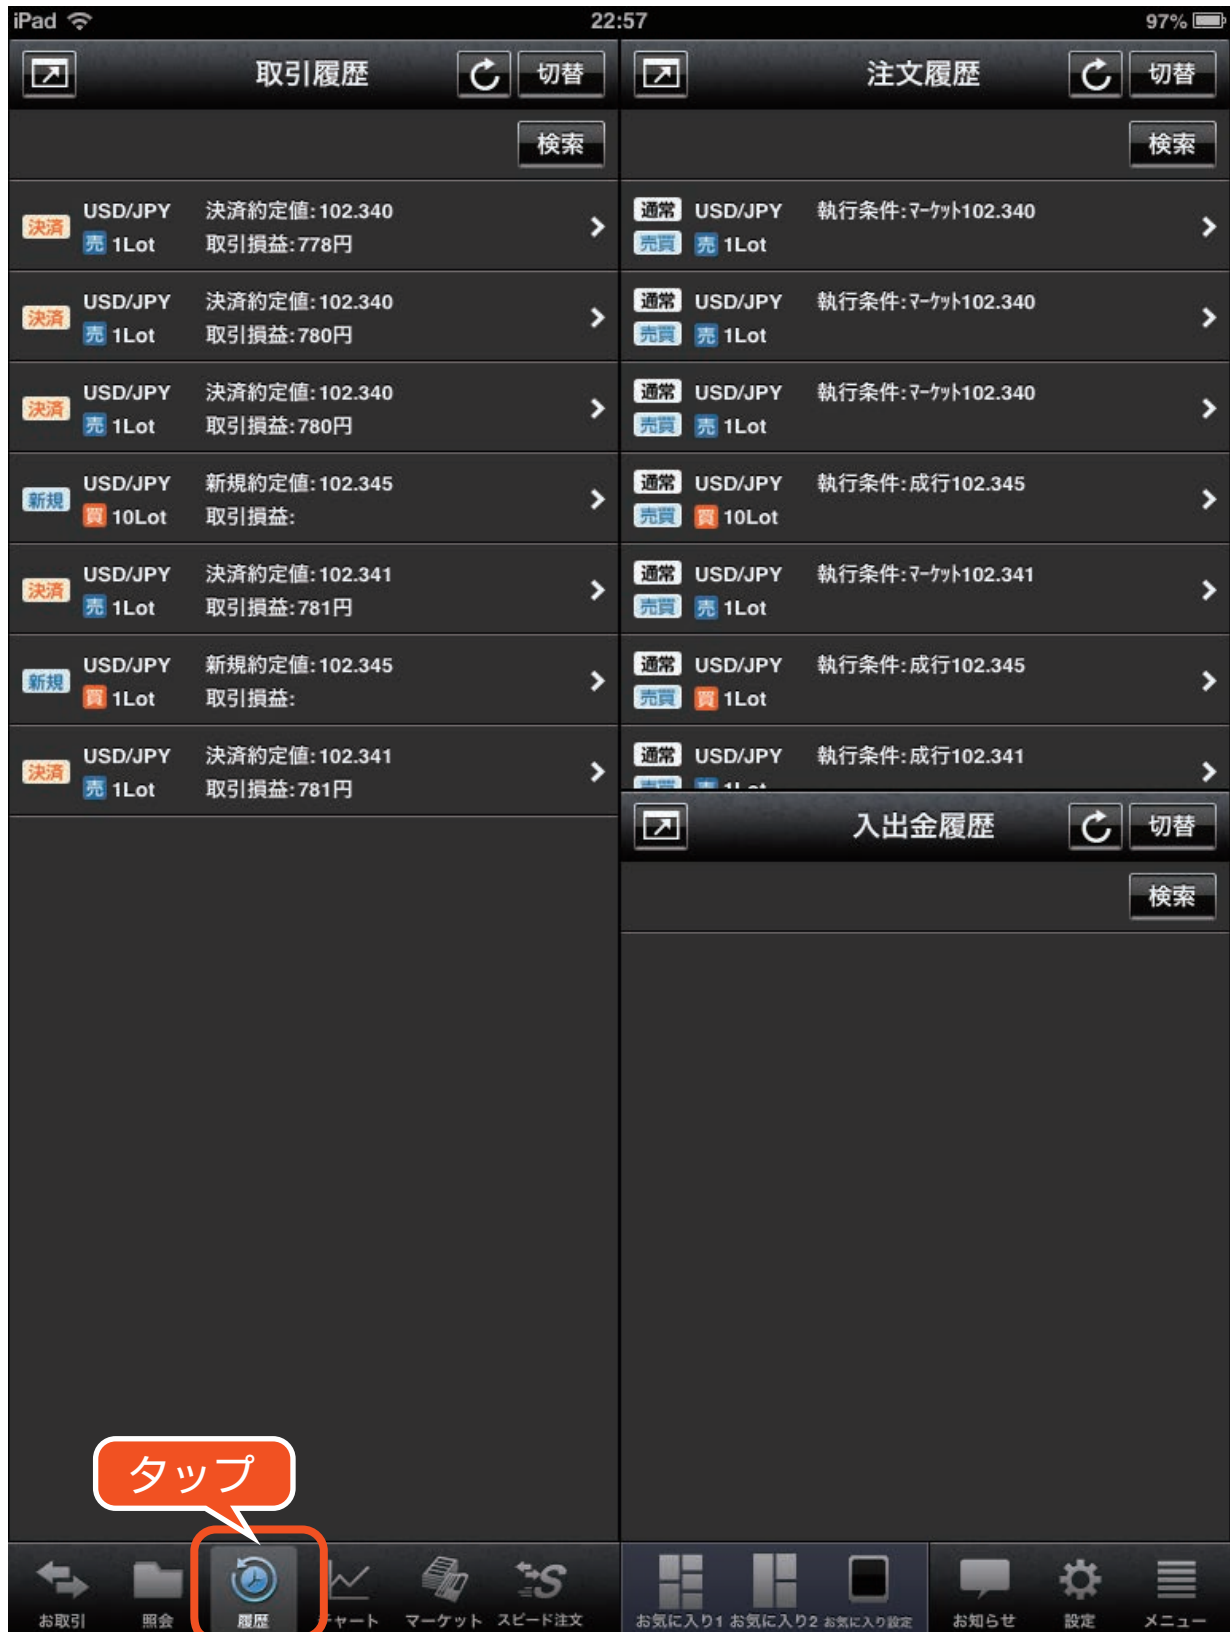 iPad 22:57 97%
取引履歴 切替
検索
決済 USD/JPY 決済約定値:102.340
売 1Lot 取引損益:778円
決済 USD/JPY 決済約定値:102.340
売 1Lot 取引損益:780円
決済 USD/JPY 決済約定値:102.340
売 1Lot 取引損益:780円
新規 USD/JPY 新規約定値:102.345
買 10Lot 取引損益:
決済 USD/JPY 決済約定値:102.341
売 1Lot 取引損益:781円
新規 USD/JPY 新規約定値:102.345
買 1Lot 取引損益:
決済 USD/JPY 決済約定値:102.341
売 1Lot 取引損益:781円
注文履歴 切替
検索
通常 USD/JPY 執行条件:マーケット102.340
売買 売 1Lot
通常 USD/JPY 執行条件:マーケット102.340
売買 売 1Lot
通常 USD/JPY 執行条件:マーケット102.340
売買 売 1Lot
通常 USD/JPY 執行条件:成行102.345
売買 買 10Lot
通常 USD/JPY 執行条件:マーケット102.341
売買 売 1Lot
通常 USD/JPY 執行条件:成行102.345
売買 買 1Lot
通常 USD/JPY 執行条件:成行102.341
入出金履歴 切替
検索
タップ
お取引 照会 履歴 チャート マーケット スピード注文 お気に入り1 お気に入り2 お気に入り設定 お知らせ 設定 メニュー